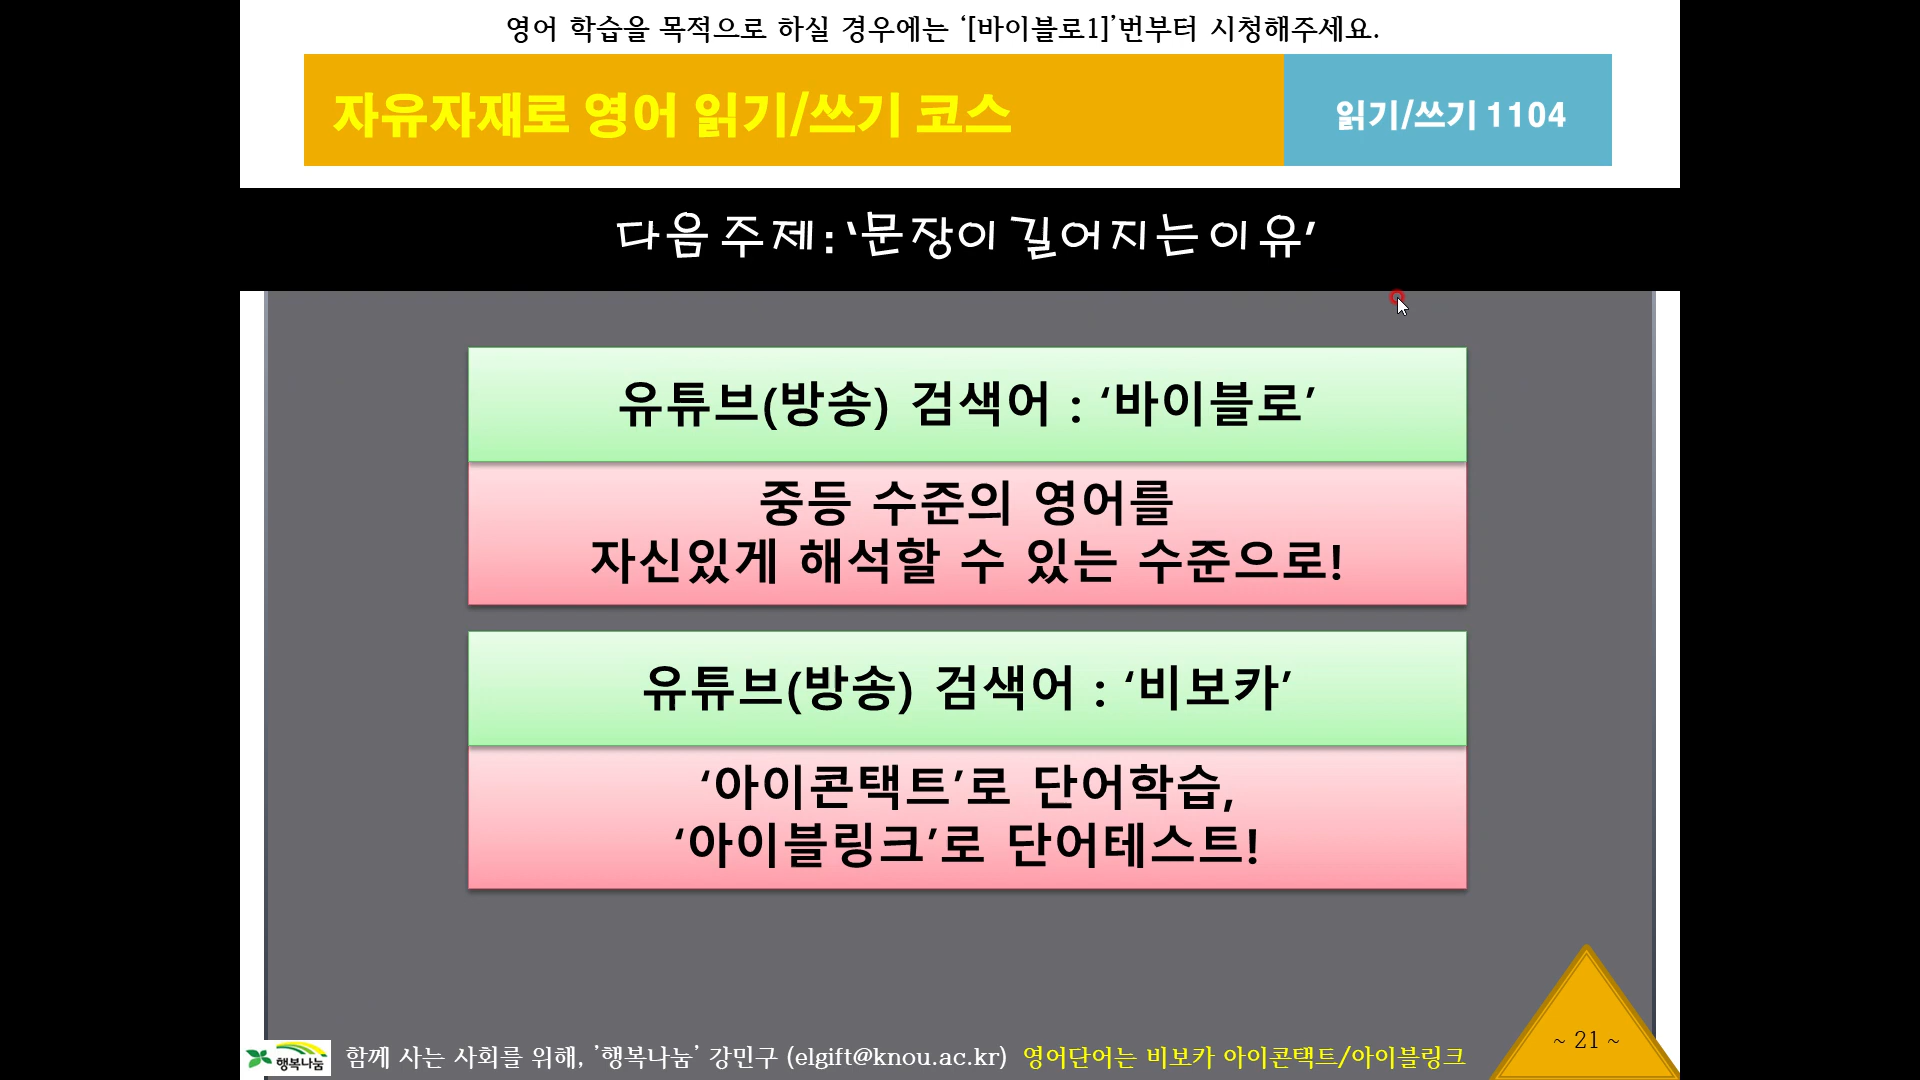 영어 학습을 목적으로 하실 경우에는 ‘[바이블로1]’번부터 시청해주세요.
자유자재로 영어 읽기/쓰기 코스
읽기/쓰기 1104
다음 주제 : ‘문장이 길어지는 이유’
유튜브(방송) 검색어 : ‘바이블로’
중등 수준의 영어를
자신있게 해석할 수 있는 수준으로!
유튜브(방송) 검색어 : ‘비보카’
‘아이콘택트’로 단어학습,
‘아이블링크’로 단어테스트!
~ 21 ~
행복나눔
함께 사는 사회를 위해, ’행복나눔’ 강민구 (elgift@knou.ac.kr) 영어단어는 비보카 아이콘택트/아이블링크